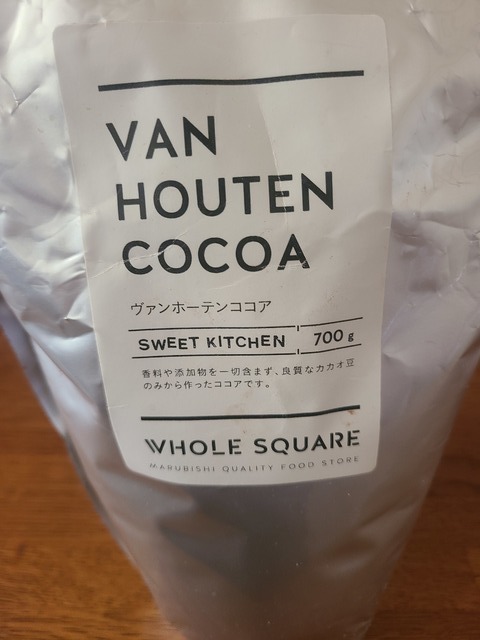 VAN
HOUTEN
COCOA
ヴァンホーテンココア
SWEET KITCHEN 700g
香料や添加物を一切含まず、良質なカカオ豆
のみから作ったココアです。
WHOLE SQUARE
MARUBISHI QUALITY FOOD STORE